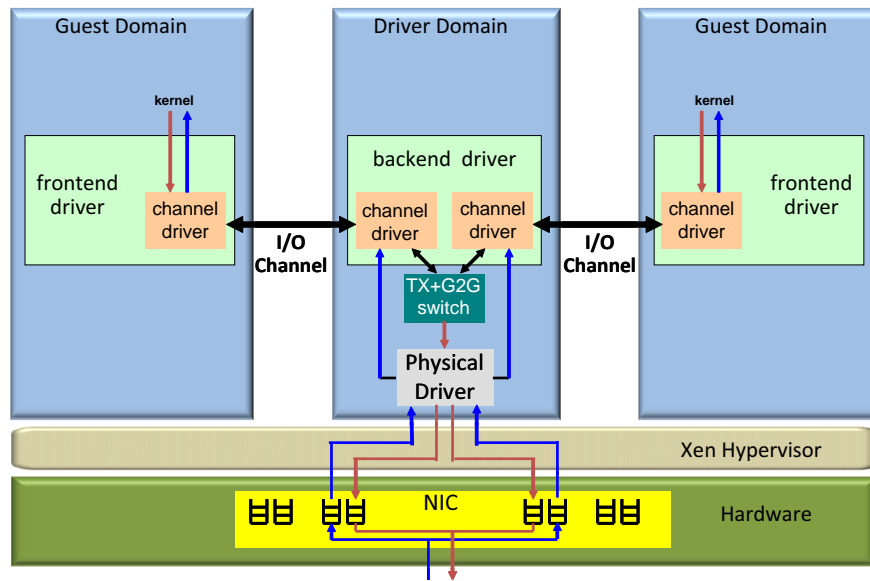 Guest Domain
Driver Domain
Guest Domain
kernel
kernel
frontend
driver
channel
driver
backend driver
channel
driver
channel
driver
channel
driver
frontend
driver
I/O
Channel
I/O
Channel
TX+G2G
switch
Physical
Driver
Xen Hypervisor
NIC
Hardware